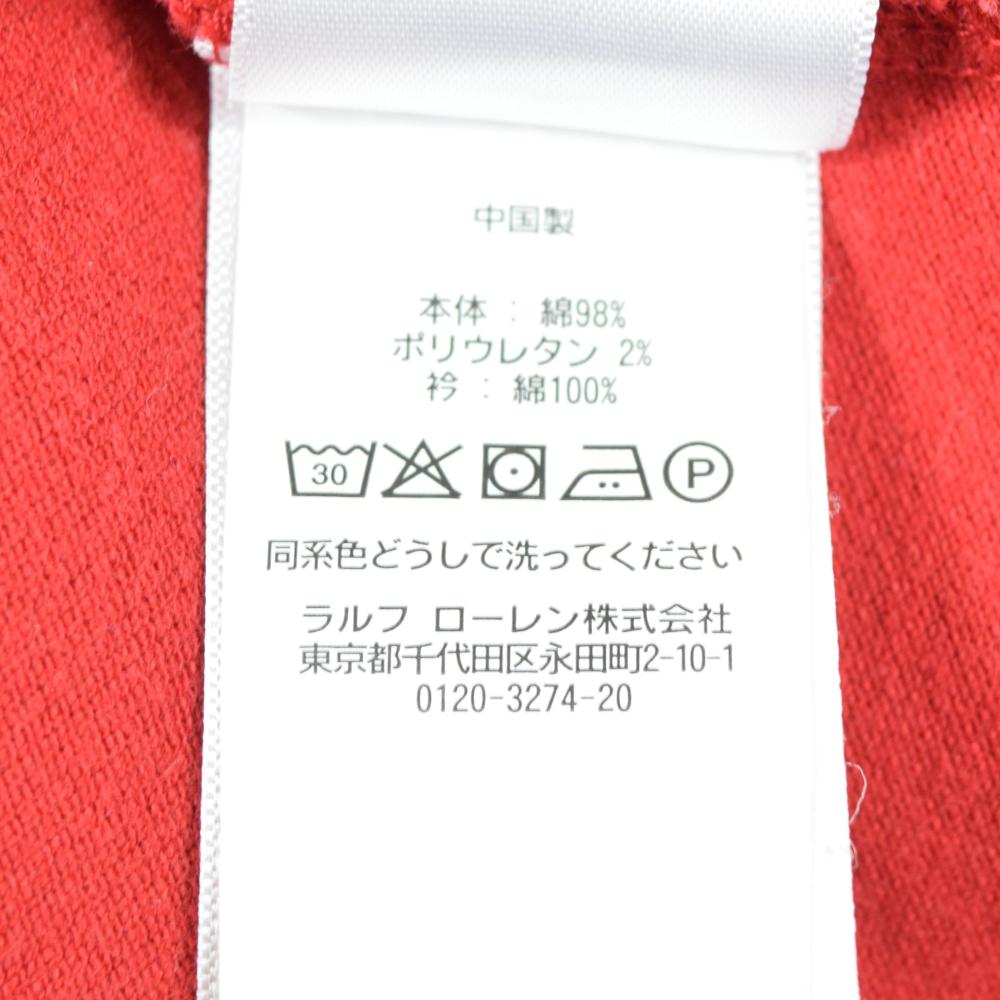 中国製
本体 : 綿98%
ポリウレタン 2%
衿 : 綿100%
30 P
同系色どうしで洗ってください
ラルフ ローレン株式会社
東京都千代田区永田町2-10-1
0120-3274-20